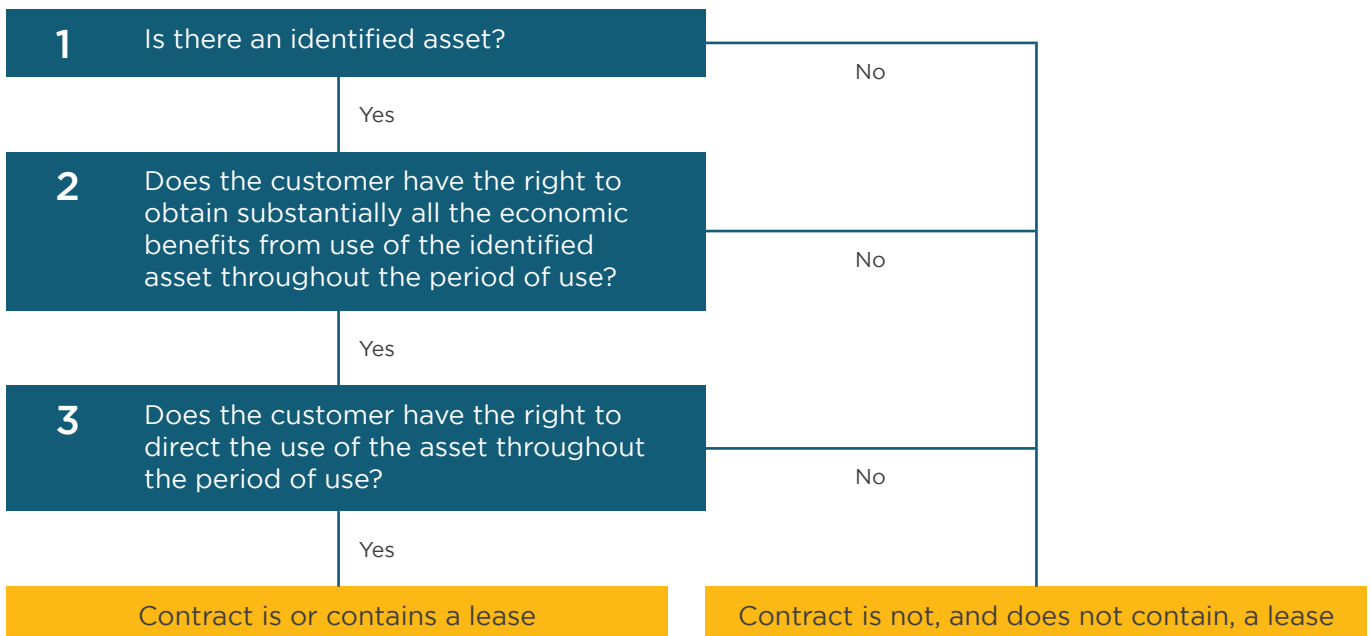 1 Is there an identified asset?
No
Yes
2 Does the customer have the right to
obtain substantially all the economic
benefits from use of the identified
asset throughout the period of use?
No
Yes
3 Does the customer have the right to
direct the use of the asset throughout
the period of use?
No
Yes
Contract is or contains a lease
Contract is not, and does not contain, a lease